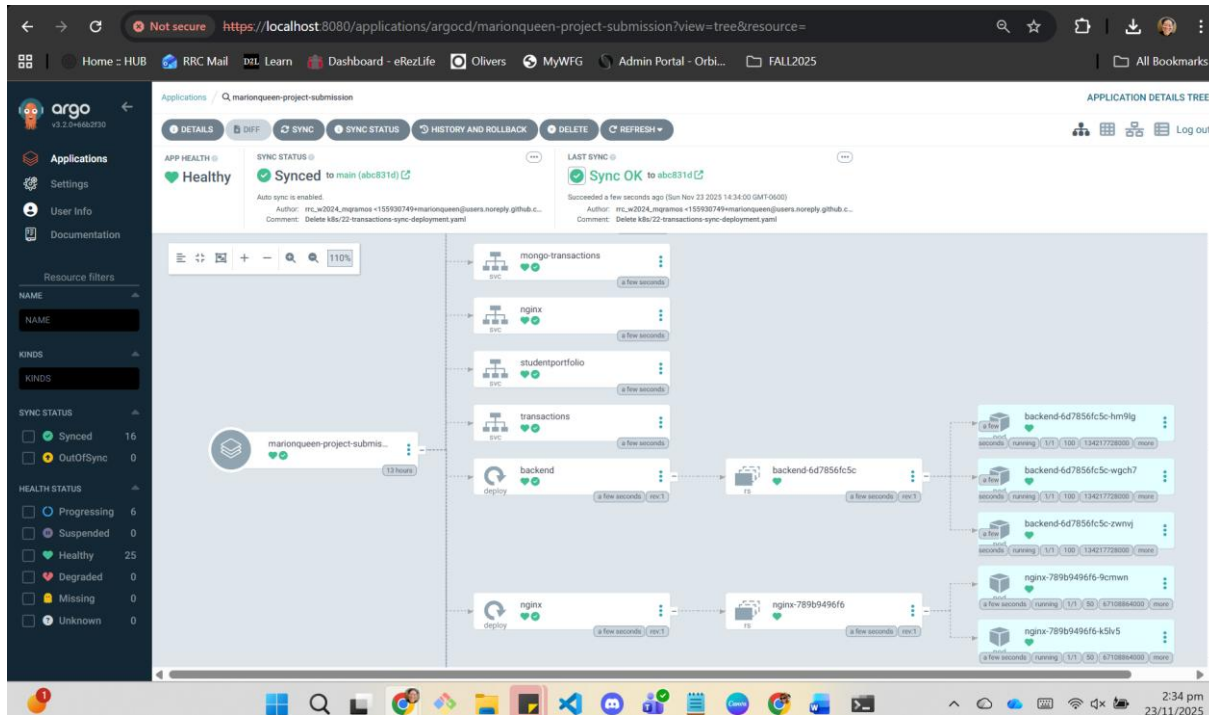 Not secure https://localhost:8080/applications/argocd/marionqueen-project-submission?view=tree&resource=
Home :: HUB RRC Mail D2L Learn Dashboard - eRezLife Olivers MyWFG Admin Portal - Orbi... FALL2025 All Bookmarks
argo
v3.2.0+66b2f30
Applications
Settings
User Info
Documentation
Resource filters
NAME
NAME
KINDS
KINDS
SYNC STATUS
Synced 16
OutOfSync 0
HEALTH STATUS
Progressing 6
Suspended 0
Healthy 25
Degraded 0
Missing 0
Unknown 0
Applications / marionqueen-project-submission
APPLICATION DETAILS TREE
DETAILS DIFF SYNC SYNC STATUS HISTORY AND ROLLBACK DELETE REFRESH
Log out
APP HEALTH
Healthy
SYNC STATUS
Synced to main (abc831d)
Auto sync is enabled.
Author: rrc_w2024_mqramos <155930749+marionqueen@users.noreply.github.c...
Comment: Delete k8s/22-transactions-sync-deployment.yaml
LAST SYNC
Sync OK to abc831d
Succeeded a few seconds ago (Sun Nov 23 2025 14:34:00 GMT-0600)
Author: rrc_w2024_mqramos <155930749+marionqueen@users.noreply.github.c...
Comment: Delete k8s/22-transactions-sync-deployment.yaml
110%
marionqueen-project-submis...
13 hours
mongo-transactions
svc
a few seconds
nginx
svc
a few seconds
studentportfolio
svc
a few seconds
transactions
svc
a few seconds
backend
deploy
a few seconds rev:1
backend-6d7856fc5c
rs
a few seconds rev:1
backend-6d7856fc5c-hm9lg
a few seconds running 1/1 100 134217728000 more
backend-6d7856fc5c-wgch7
a few seconds running 1/1 100 134217728000 more
backend-6d7856fc5c-zwnvj
a few seconds running 1/1 100 134217728000 more
nginx
deploy
a few seconds rev:1
nginx-789b9496f6
rs
a few seconds rev:1
nginx-789b9496f6-9cmwn
a few seconds running 1/1 50 67108864000 more
nginx-789b9496f6-k5lv5
a few seconds running 1/1 50 67108864000 more
1
2:34 pm
23/11/2025